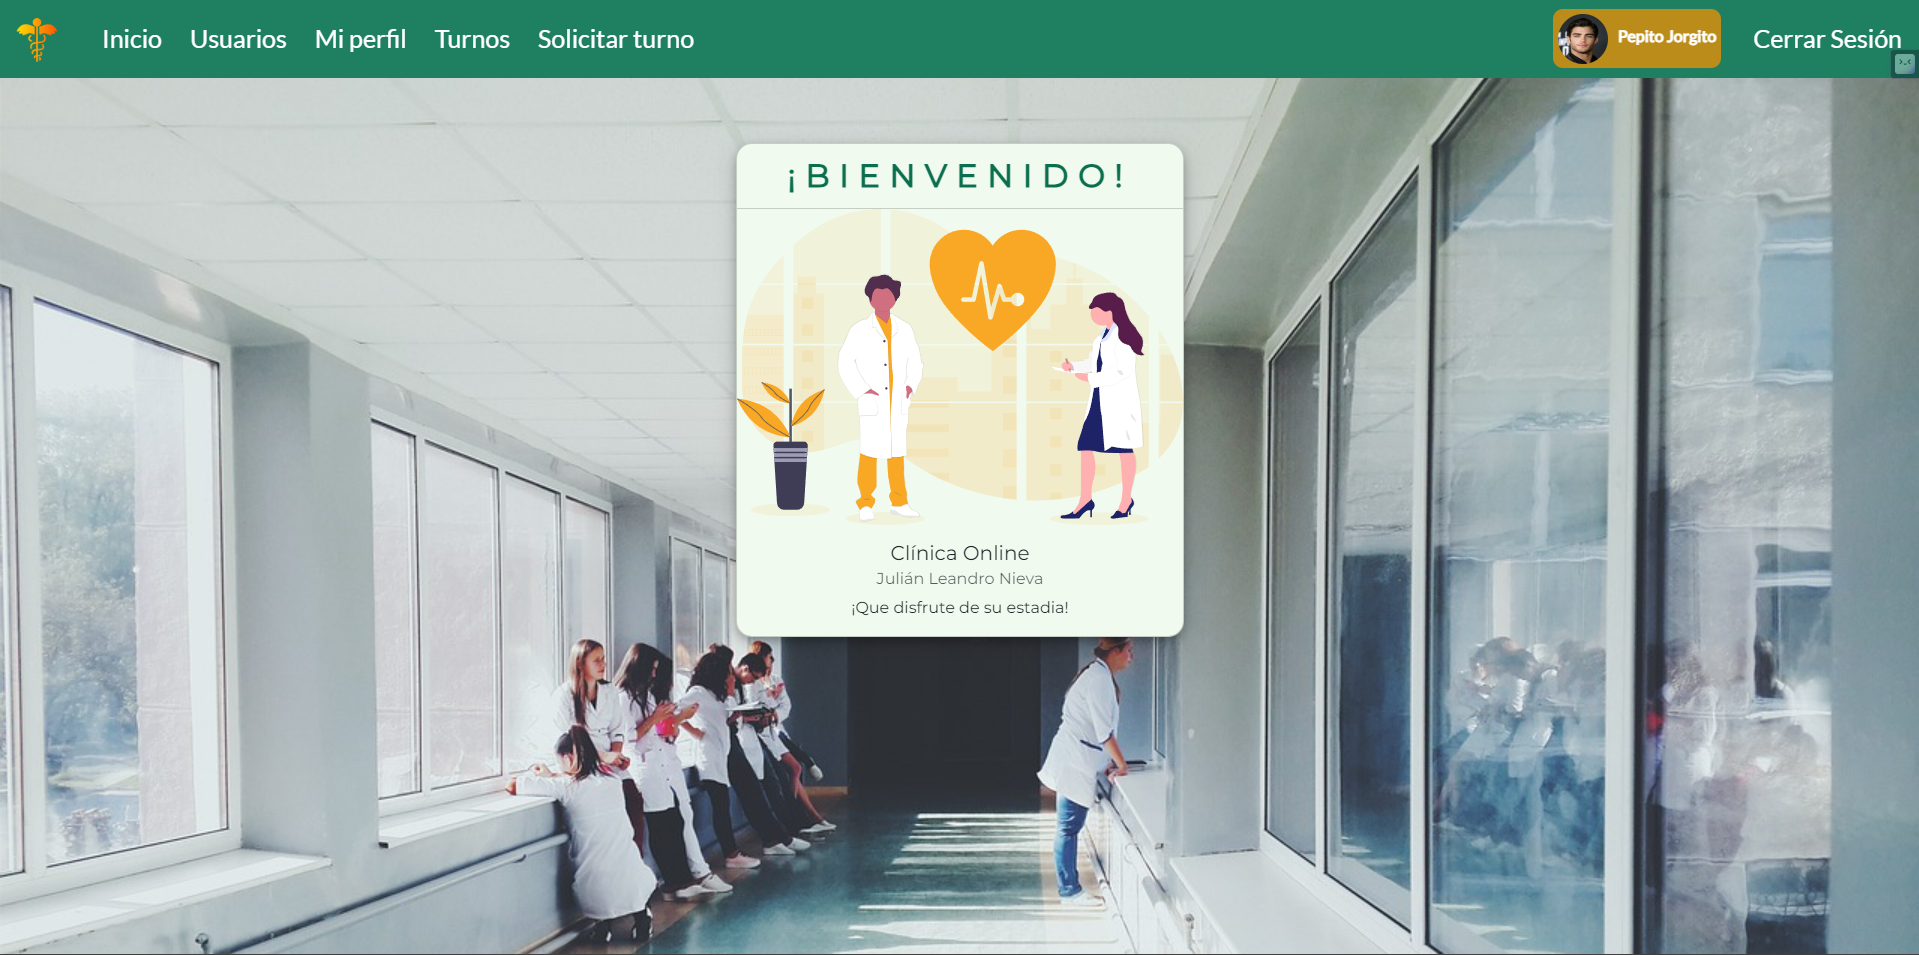 Inicio Usuarios Mi perfil Turnos Solicitar turno Pepito Jorgito Cerrar Sesión
¡BIENVENIDO!
Clínica Online
Julián Leandro Nieva
¡Que disfrute de su estadia!